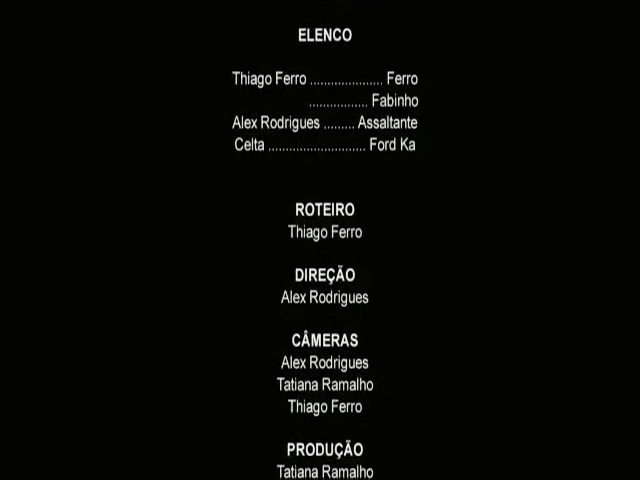 ELENCO
Thiago Ferro ..................... Ferro
................. Fabinho
Alex Rodrigues ......... Assaltante
Celta ............................ Ford Ka
ROTEIRO
Thiago Ferro
DIREÇÃO
Alex Rodrigues
CÂMERAS
Alex Rodrigues
Tatiana Ramalho
Thiago Ferro
PRODUÇÃO
Tatiana Ramalho